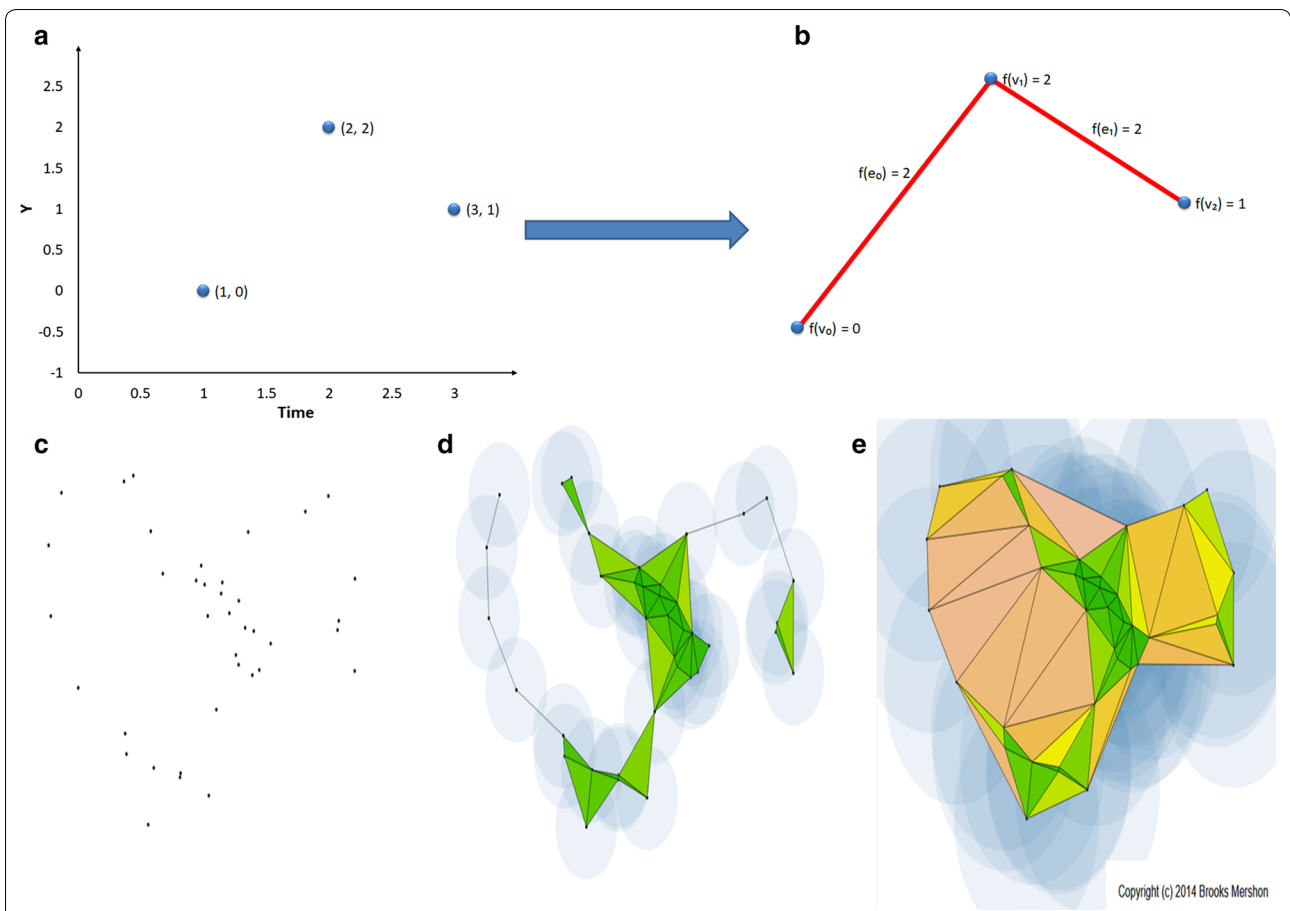 a
b
2.5
2
1.5
1
0.5
0
-0.5
-1
Y
(2, 2)
(3, 1)
(1, 0)
0 0.5 1 1.5 2 2.5 3
Time
f(v₁) = 2
f(e₁) = 2
f(e₀) = 2
f(v₂) = 1
f(v₀) = 0
c
d
e
Copyright (c) 2014 Brooks Mershon